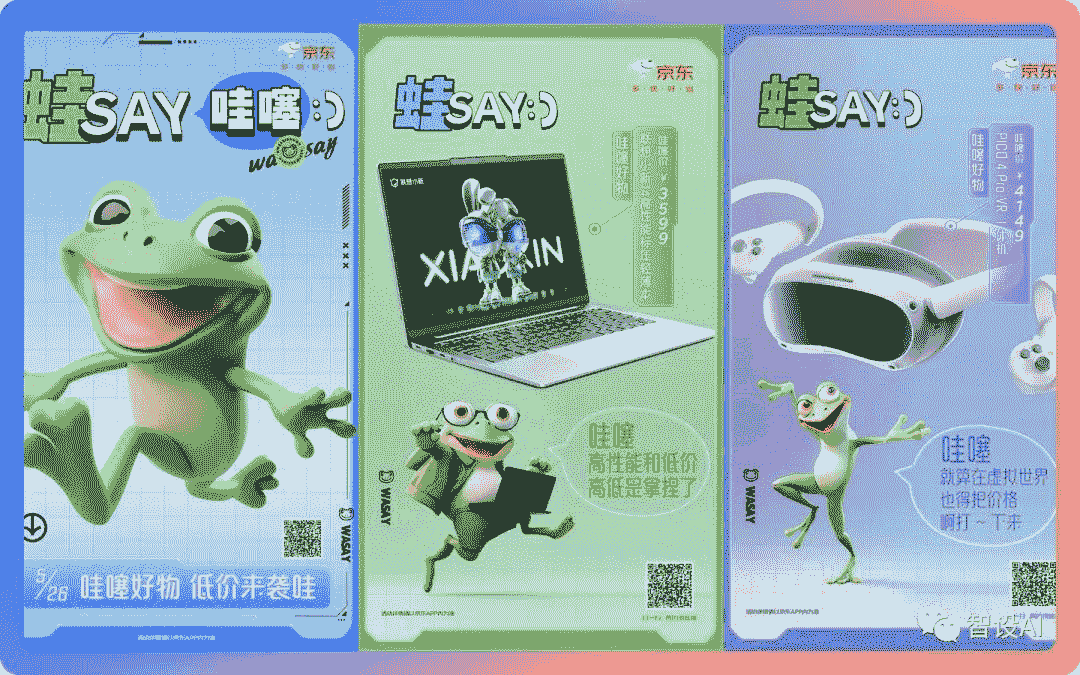 京东
多·快·好·省
蛙SAY
哇噻:)
wa say
WASAY
5/26
哇噻好物 低价来袭哇
京东
多·快·好·省
蛙SAY:)
哇噻好物
哇噻价 ¥3599
联想小新
XIAOXIN
哇噻
高性能和低价
高低是拿捏了
WASAY
京东
蛙SAY:)
哇噻好物
哇噻价 ¥4149
PICO 4 Pro VR 一体机
哇噻
就算在虚拟世界
也得把价格
啊打~下来
WASAY
智设AI